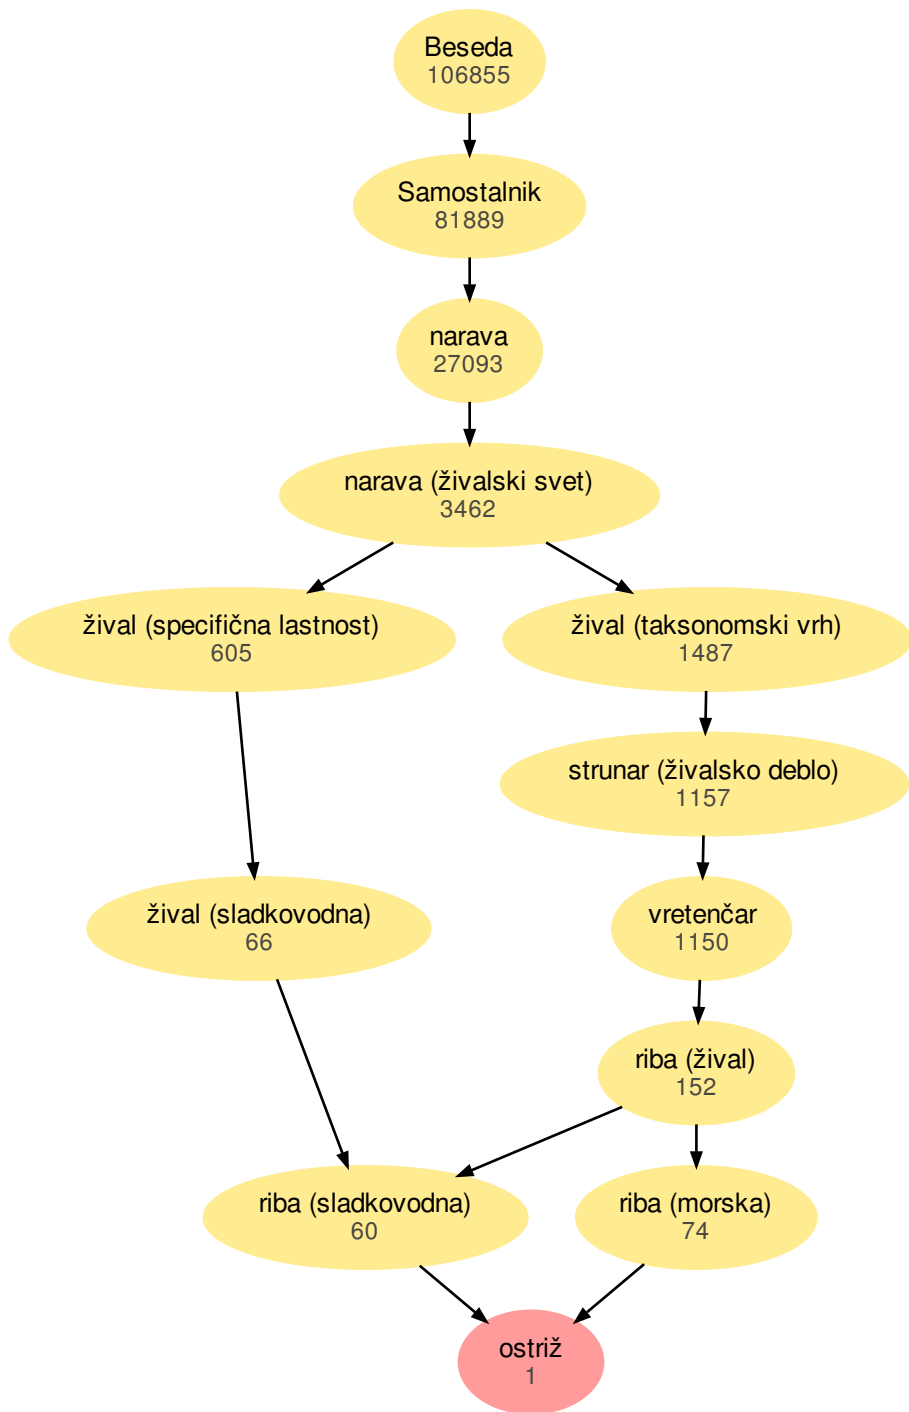 Beseda
106855
Samostalnik
81889
narava
27093
narava (živalski svet)
3462
žival (specifična lastnost)
605
žival (taksonomski vrh)
1487
strunar (živalsko deblo)
1157
žival (sladkovodna)
66
vretenčar
1150
riba (žival)
152
riba (sladkovodna)
60
riba (morska)
74
ostriž
1